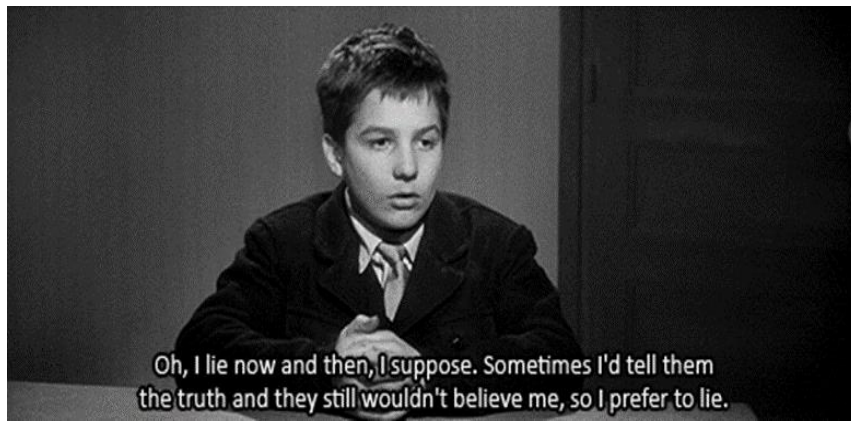 Oh, I lie now and then, I suppose. Sometimes I'd tell them
the truth and they still wouldn't believe me, so I prefer to lie.